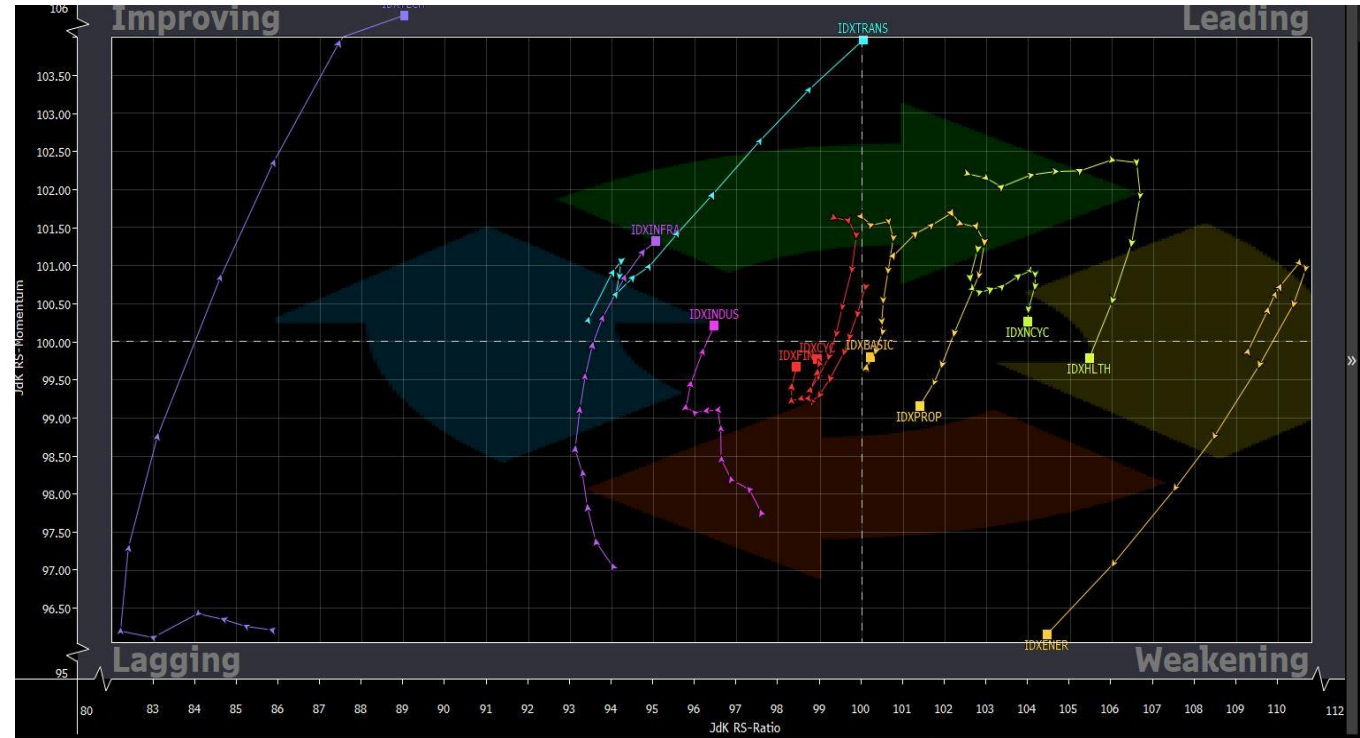 106
Improving
IDXTECH
Leading
IDXTRANS
103.50
103.00
102.50
102.00
101.50
IDXINFRA
101.00
100.50
IDXINDUS
IDXNCYC
100.00
IDXFIN
IDXCYC
IDXBASIC
IDXHLTH
99.50
99.00
IDXPROP
98.50
98.00
97.50
97.00
96.50
IDXENER
JdK RS-Momentum
»
95
Lagging
Weakening
80 83 84 85 86 87 88 89 90 91 92 93 94 95 96 97 98 99 100 101 102 103 104 105 106 107 108 109 110 112
JdK RS-Ratio